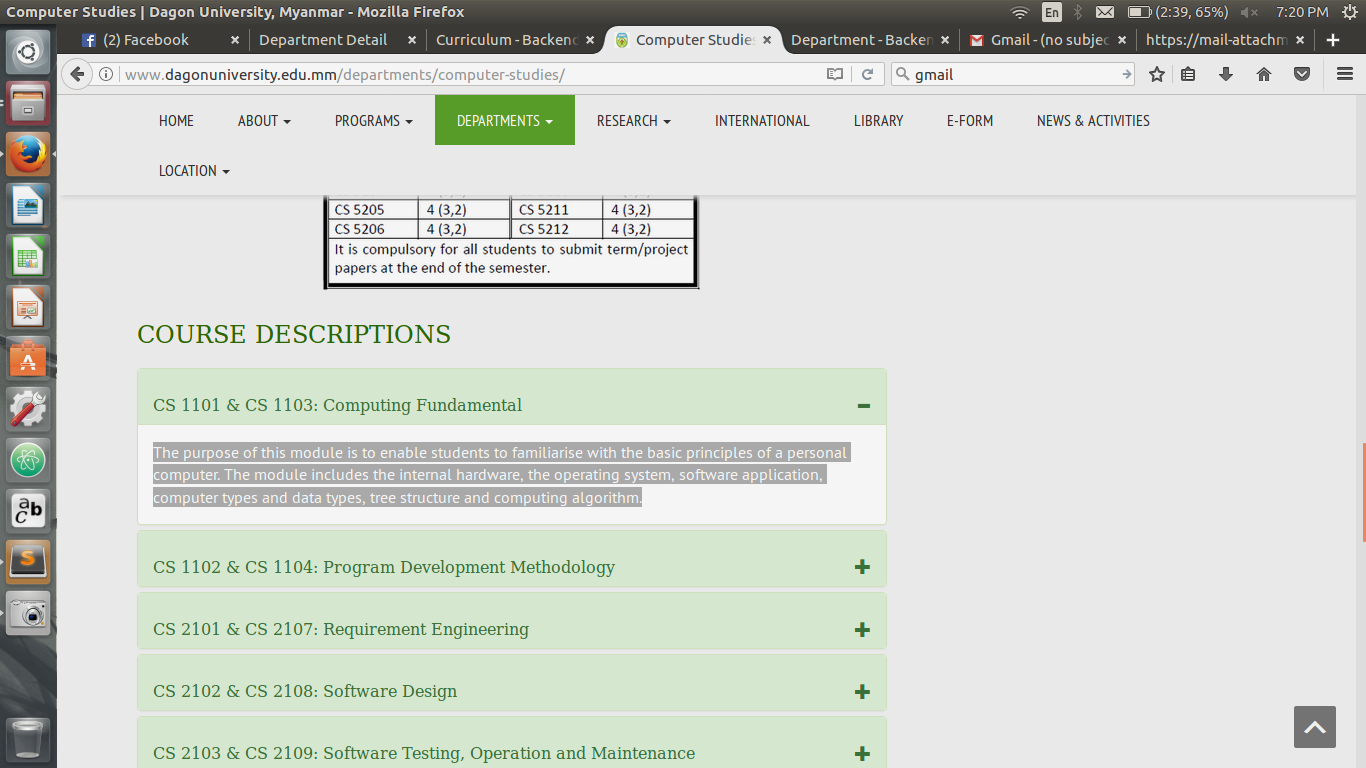 Computer Studies | Dagon University, Myanmar - Mozilla Firefox
En
(2:39, 65%)
7:20 PM
(2) Facebook
Department Detail
Curriculum - Backend
Computer Studies
Department - Backen
Gmail - (no subjec
https://mail-attachm
www.dagonuniversity.edu.mm/departments/computer-studies/
gmail
HOME
ABOUT
PROGRAMS
DEPARTMENTS
RESEARCH
INTERNATIONAL
LIBRARY
E-FORM
NEWS & ACTIVITIES
LOCATION
CS 5205 4 (3,2) CS 5211 4 (3,2)
CS 5206 4 (3,2) CS 5212 4 (3,2)
It is compulsory for all students to submit term/project
papers at the end of the semester.
COURSE DESCRIPTIONS
CS 1101 & CS 1103: Computing Fundamental
The purpose of this module is to enable students to familiarise with the basic principles of a personal
computer. The module includes the internal hardware, the operating system, software application,
computer types and data types, tree structure and computing algorithm.
CS 1102 & CS 1104: Program Development Methodology
CS 2101 & CS 2107: Requirement Engineering
CS 2102 & CS 2108: Software Design
CS 2103 & CS 2109: Software Testing, Operation and Maintenance